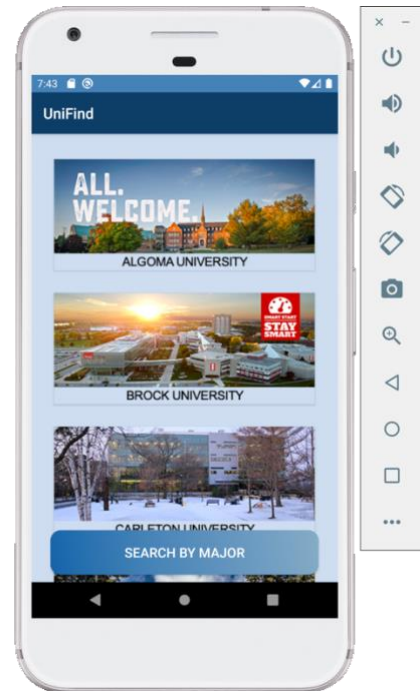 7:43
UniFind
ALL.
WELCOME.
ALGOMA UNIVERSITY
SMART START
STAY
SMART
BROCK UNIVERSITY
CARLETON UNIVERSITY
SEARCH BY MAJOR